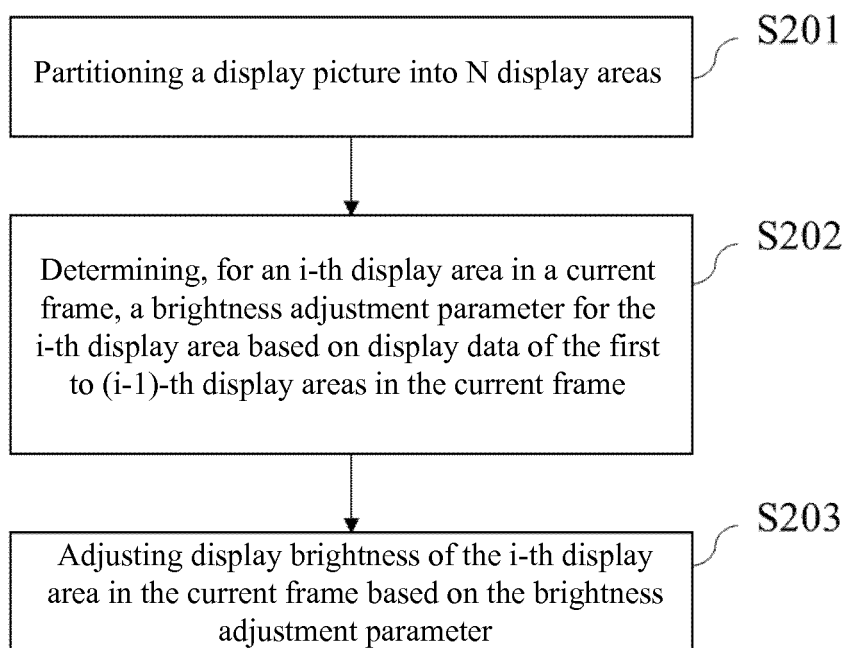 S201
Partitioning a display picture into N display areas
S202
Determining, for an i-th display area in a current
frame, a brightness adjustment parameter for the
i-th display area based on display data of the first
to (i-1)-th display areas in the current frame
S203
Adjusting display brightness of the i-th display
area in the current frame based on the brightness
adjustment parameter